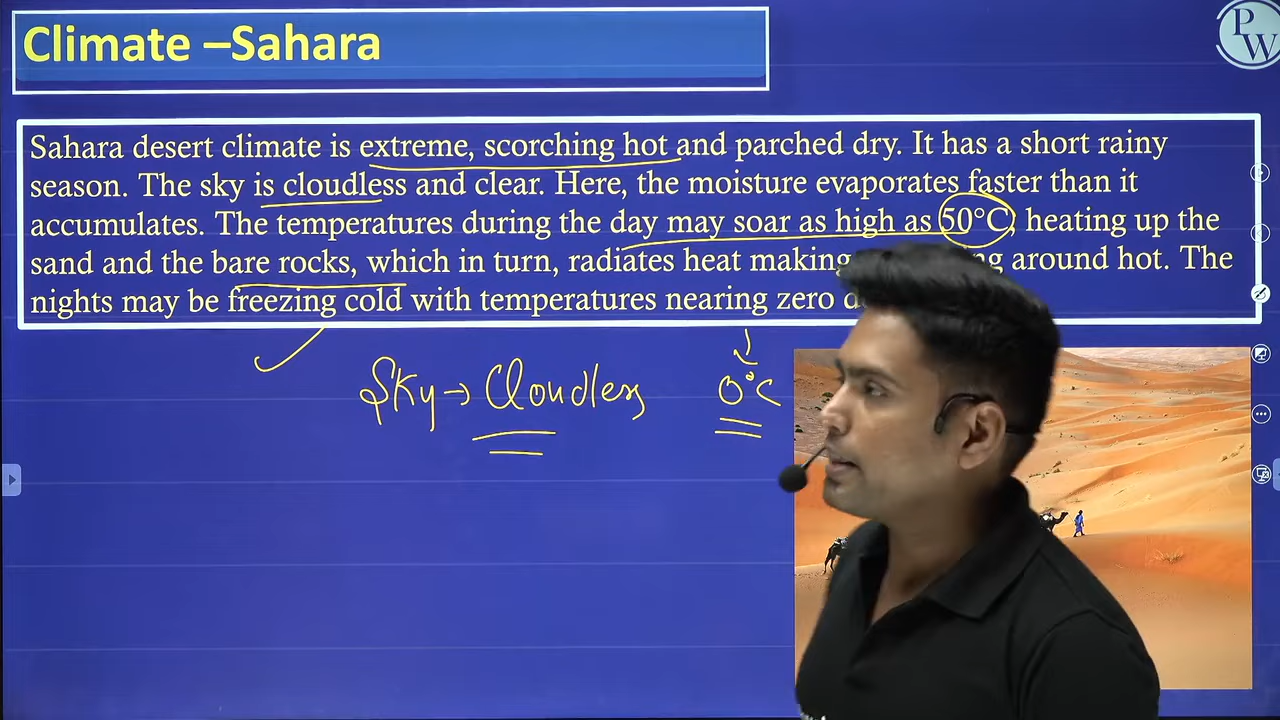 Climate –Sahara
PW
Sahara desert climate is extreme, scorching hot and parched dry. It has a short rainy
season. The sky is cloudless and clear. Here, the moisture evaporates faster than it
accumulates. The temperatures during the day may soar as high as 50°C, heating up the
sand and the bare rocks, which in turn, radiates heat making around hot. The
nights may be freezing cold with temperatures nearing zero
Sky → Cloudless
0°C